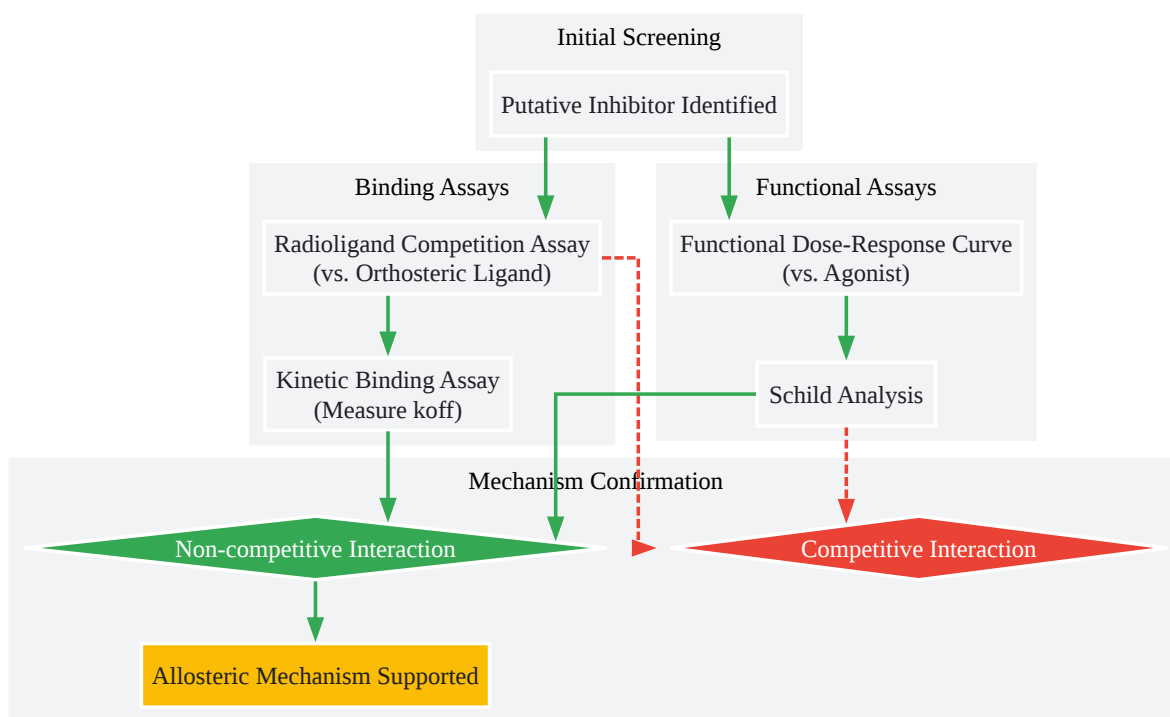 Initial Screening
Putative Inhibitor Identified
Binding Assays
Functional Assays
Radioligand Competition Assay
(vs. Orthosteric Ligand)
Functional Dose-Response Curve
(vs. Agonist)
Kinetic Binding Assay
(Measure koff)
Schild Analysis
Mechanism Confirmation
Non-competitive Interaction
Competitive Interaction
Allosteric Mechanism Supported